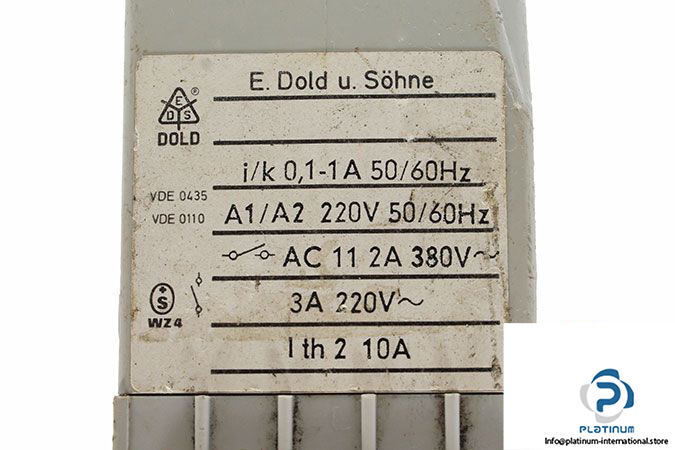 E. Dold u. Söhne
E
D S
®
DOLD
i/k 0,1-1A 50/60Hz
VDE 0435
VDE 0110
A1/A2 220V 50/60Hz
AC 11 2A 380V~
3A 220V~
S
WZ4
I th 2 10A
PLATINUM
Info@platinum-international.store